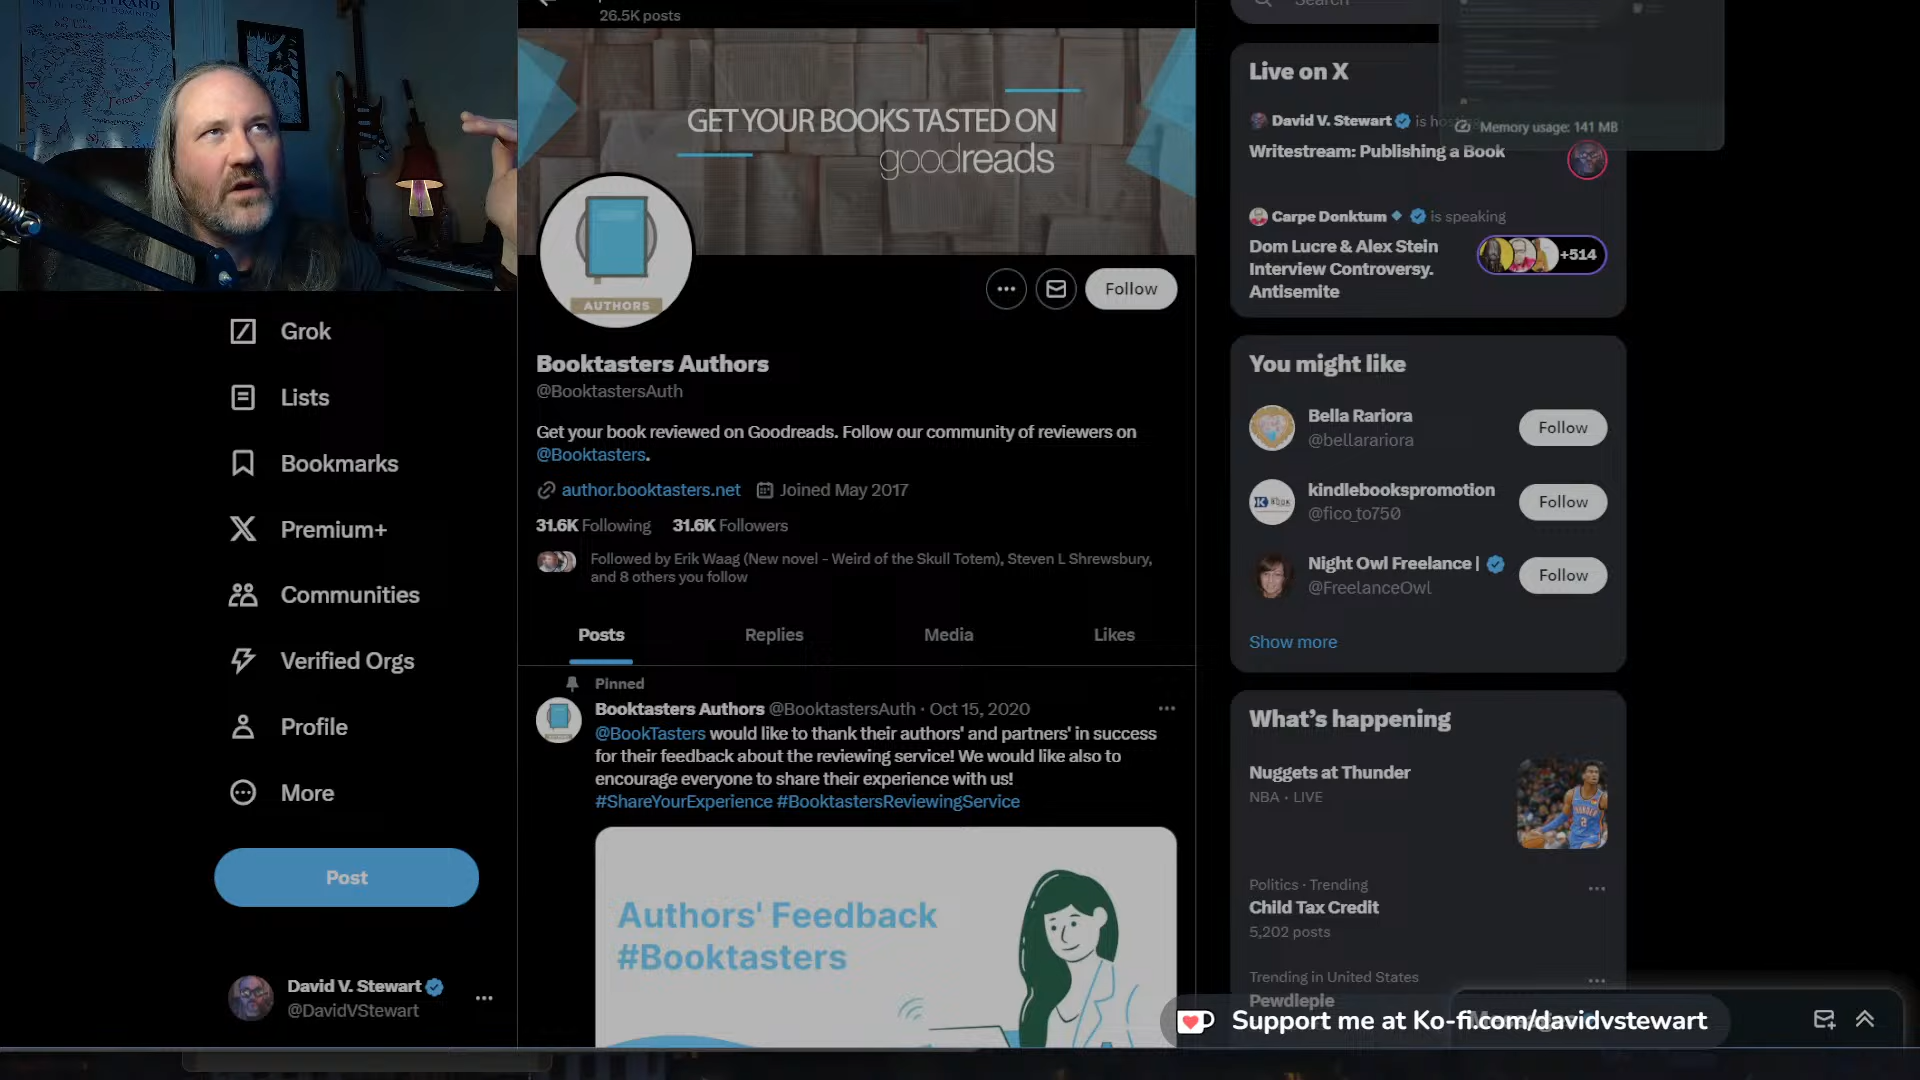 26.5K posts
GET YOUR BOOKS TASTED ON
goodreads
AUTHORS
Follow
Booktasters Authors
@BooktastersAuth
Get your book reviewed on Goodreads. Follow our community of reviewers on
@Booktasters.
author.booktasters.net Joined May 2017
31.6K Following 31.6K Followers
Followed by Erik Waag (New novel - Weird of the Skull Totem), Steven L Shrewsbury,
and 8 others you follow
Posts Replies Media Likes
Pinned
Booktasters Authors @BooktastersAuth · Oct 15, 2020
@BookTasters would like to thank their authors' and partners' in success
for their feedback about the reviewing service! We would like also to
encourage everyone to share their experience with us!
#ShareYourExperience #BooktastersReviewingService
Authors' Feedback
#Booktasters
Grok
Lists
Bookmarks
Premium+
Communities
Verified Orgs
Profile
More
Post
David V. Stewart
@DavidVStewart
Search
Live on X
David V. Stewart is
Memory usage: 141 MB
Writestream: Publishing a Book
Carpe Donktum is speaking
Dom Lucre & Alex Stein
Interview Controversy.
Antisemite
+514
You might like
Bella Rariora
@bellarariora
Follow
kindlebookspromotion
@fico_to750
Follow
Night Owl Freelance |
@FreelanceOwl
Follow
Show more
What's happening
Nuggets at Thunder
NBA · LIVE
Politics · Trending
Child Tax Credit
5,202 posts
Trending in United States
Pewdiepie
Support me at Ko-fi.com/davidvstewart